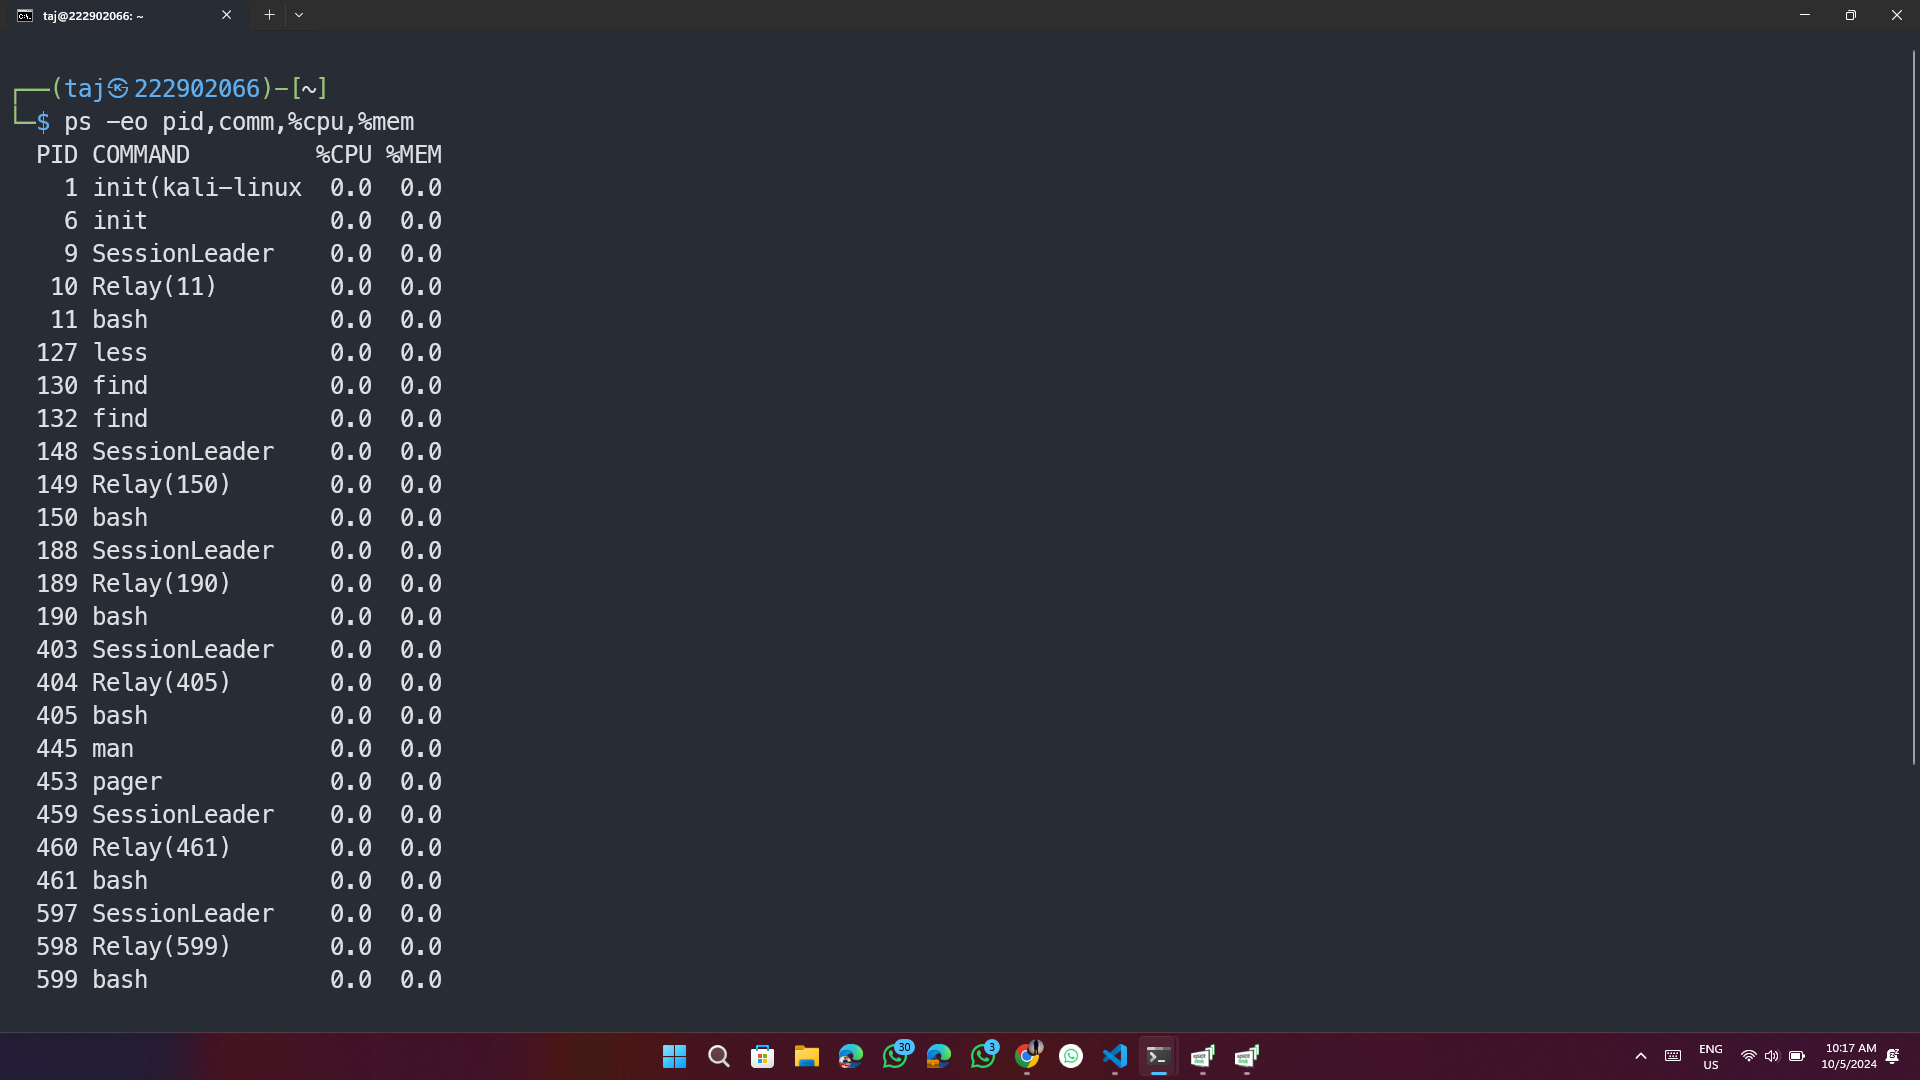 taj@222902066: ~
┌──(taj㉿222902066)-[~]
└─$ ps -eo pid,comm,%cpu,%mem
PID COMMAND %CPU %MEM
1 init(kali-linux 0.0 0.0
6 init 0.0 0.0
9 SessionLeader 0.0 0.0
10 Relay(11) 0.0 0.0
11 bash 0.0 0.0
127 less 0.0 0.0
130 find 0.0 0.0
132 find 0.0 0.0
148 SessionLeader 0.0 0.0
149 Relay(150) 0.0 0.0
150 bash 0.0 0.0
188 SessionLeader 0.0 0.0
189 Relay(190) 0.0 0.0
190 bash 0.0 0.0
403 SessionLeader 0.0 0.0
404 Relay(405) 0.0 0.0
405 bash 0.0 0.0
445 man 0.0 0.0
453 pager 0.0 0.0
459 SessionLeader 0.0 0.0
460 Relay(461) 0.0 0.0
461 bash 0.0 0.0
597 SessionLeader 0.0 0.0
598 Relay(599) 0.0 0.0
599 bash 0.0 0.0
30
3
ENG
US
10:17 AM
10/5/2024